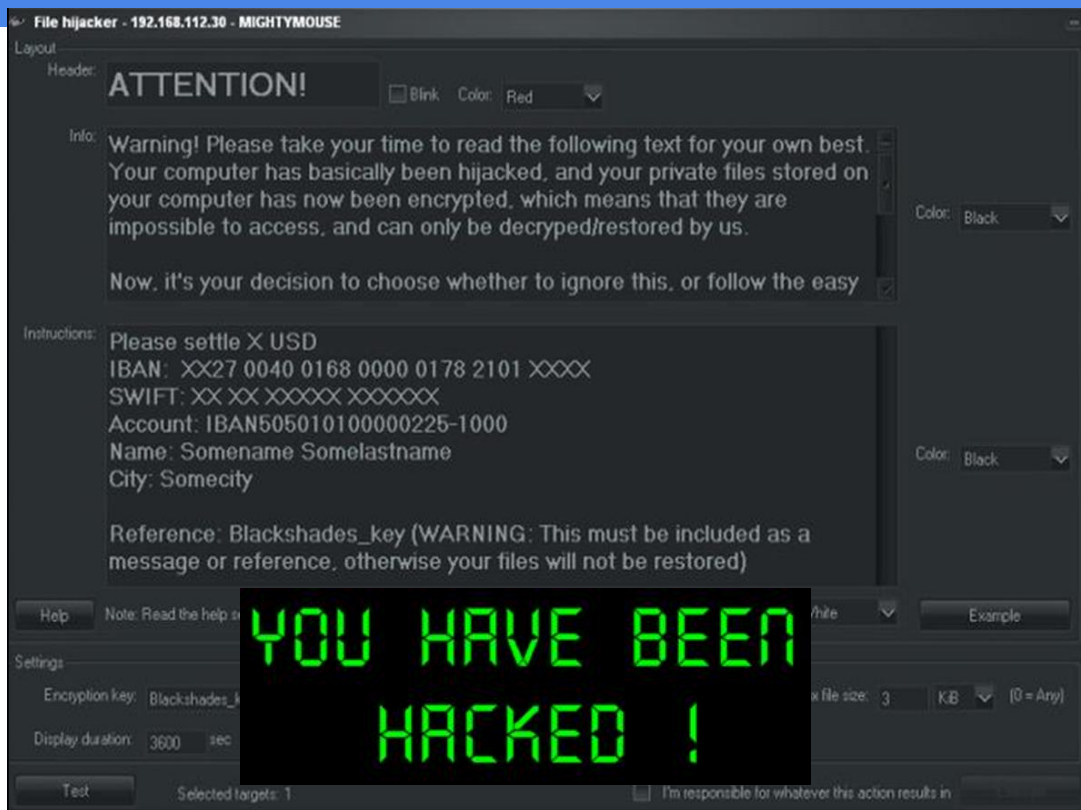 File hijacker - 192.168.112.30 - MIGHTYMOUSE
Layout
Header: ATTENTION! Blink Color: Red
Info: Warning! Please take your time to read the following text for your own best.
Your computer has basically been hijacked, and your private files stored on
your computer has now been encrypted, which means that they are
impossible to access, and can only be decryped/restored by us.
Color: Black
Now, it's your decision to choose whether to ignore this, or follow the easy
Instructions: Please settle X USD
IBAN: XX27 0040 0168 0000 0178 2101 XXXX
SWIFT: XX XX XXXXX XXXXXX
Account: IBAN505010100000225-1000
Name: Somename Somelastname
Color: Black
City: Somecity
Reference: Blackshades_key (WARNING: This must be included as a
message or reference, otherwise your files will not be restored)
Help Note: Read the help Example
YOU HAVE BEEN
HACKED !
Settings
Encryption key: file size: 3 KiB (0 = Any)
Display duration: 3600 sec
Test Selected targets: 1 I'm responsible for whatever this action results in